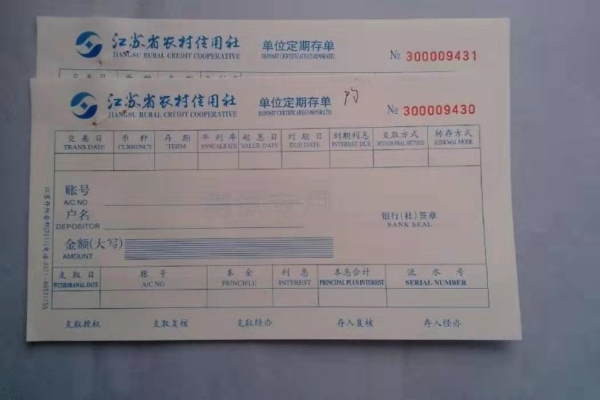 江苏省农村信用社
JIANGSU RURAL CREDIT COOPERATIVE
单位定期存单
№ 300009431
江苏省农村信用社
JIANGSU RURAL CREDIT COOPERATIVE
单位定期存单
№ 300009430
交易日 币种 存期 年利率 起息日 到期日 到期利息 支取方式 转存方式
TRANS DATE CURRENCY TERM VALUE DATE DUE DATE INTEREST DUE RENEWAL MODE
账号
A/C NO
户名
DEPOSITOR
银行(社)签章
BANK SEAL
金额(大写)
AMOUNT
支取日 账号 本金 利息 本息合计 流水号
WITHDRAWAL DATE A/C NO INTEREST PRINCIPAL PLUS INTEREST SERIAL NUMBER
支取授权 支取复核 支取经办 存入复核 存入经办